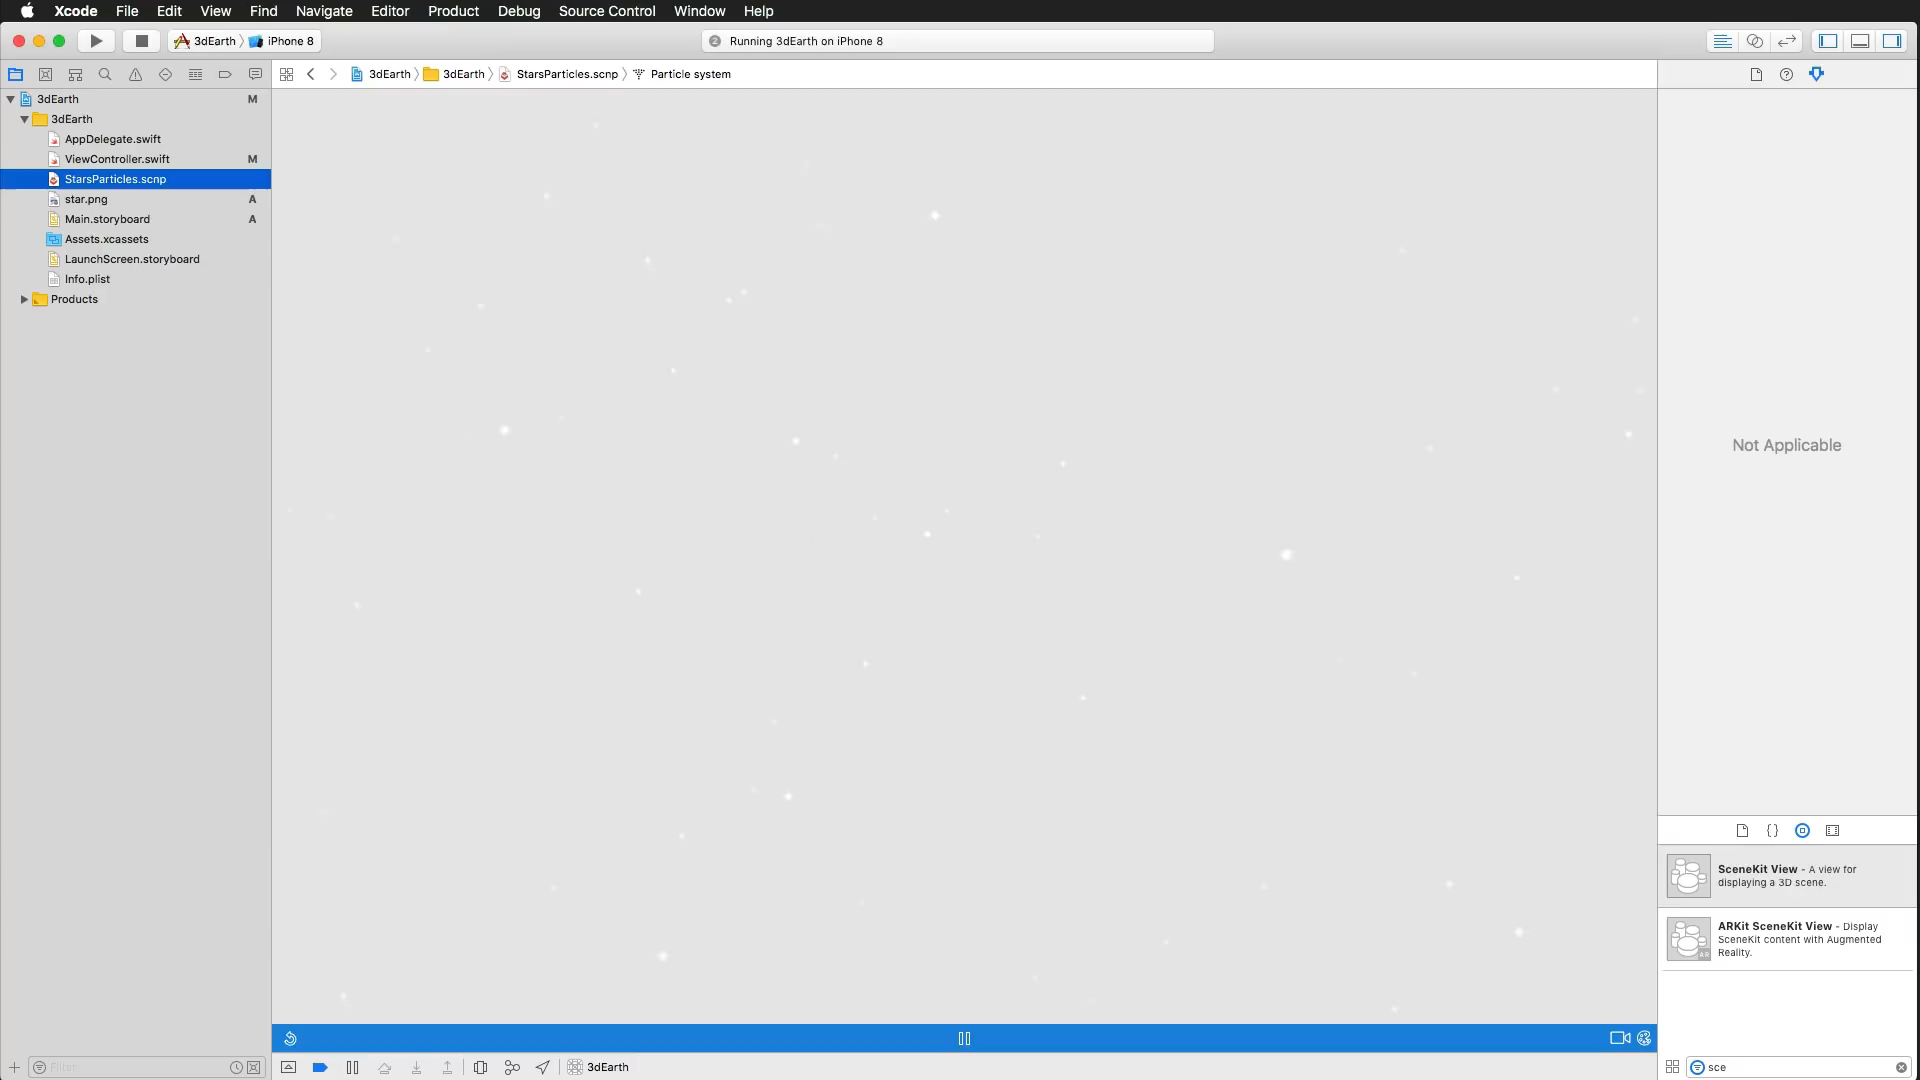 Xcode File Edit View Find Navigate Editor Product Debug Source Control Window Help
3dEarth iPhone 8
2 Running 3dEarth on iPhone 8
3dEarth 3dEarth StarsParticles.scnp Particle system
3dEarth M
3dEarth
AppDelegate.swift
ViewController.swift M
StarsParticles.scnp
star.png A
Main.storyboard A
Assets.xcassets
LaunchScreen.storyboard
Info.plist
Products
Not Applicable
SceneKit View - A view for
displaying a 3D scene.
ARKit SceneKit View - Display
SceneKit content with Augmented
Reality.
Filter
3dEarth
sce